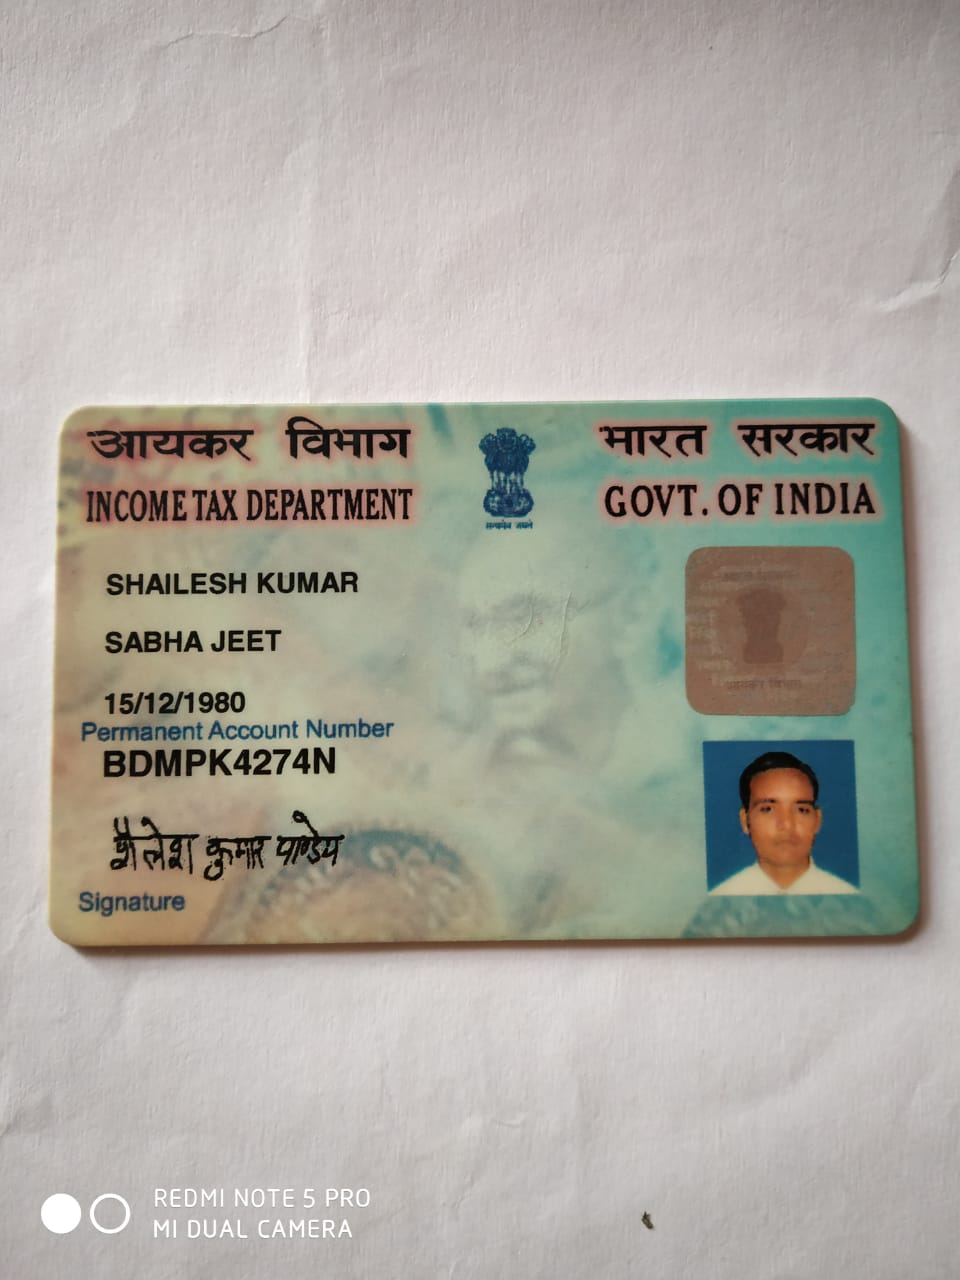 आयकर विभाग
INCOME TAX DEPARTMENT
भारत सरकार
GOVT. OF INDIA
सत्यमेव जयते
SHAILESH KUMAR
SABHA JEET
15/12/1980
Permanent Account Number
BDMPK4274N
शैलेश कुमार पाण्डेय
Signature
आयकर विभाग
REDMI NOTE 5 PRO
MI DUAL CAMERA